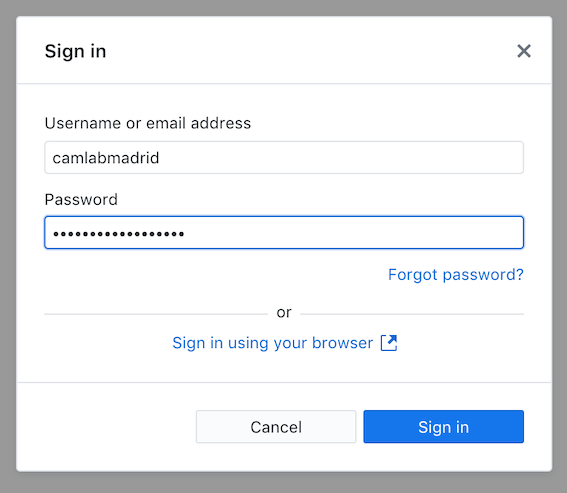 Sign in
Username or email address
camlabmadrid
Password
••••••••••••••••••
Forgot password?
or
Sign in using your browser
Cancel
Sign in